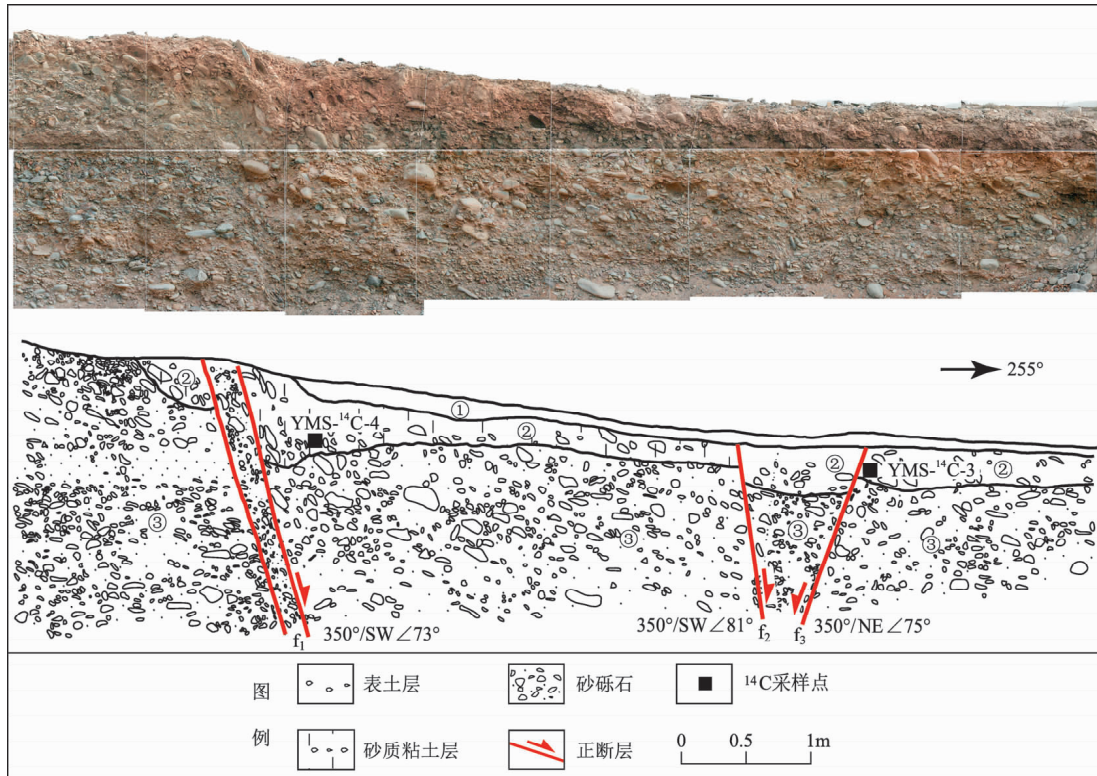 255°
①
②
YMS-¹⁴C-4
②
②
YMS-¹⁴C-3
②
③
③
③
③
f₁
350°/SW∠73°
350°/SW∠81°
f₂
f₃
350°/NE∠75°
图例
表土层
砂砾石
¹⁴C采样点
砂质粘土层
正断层
0 0.5 1m